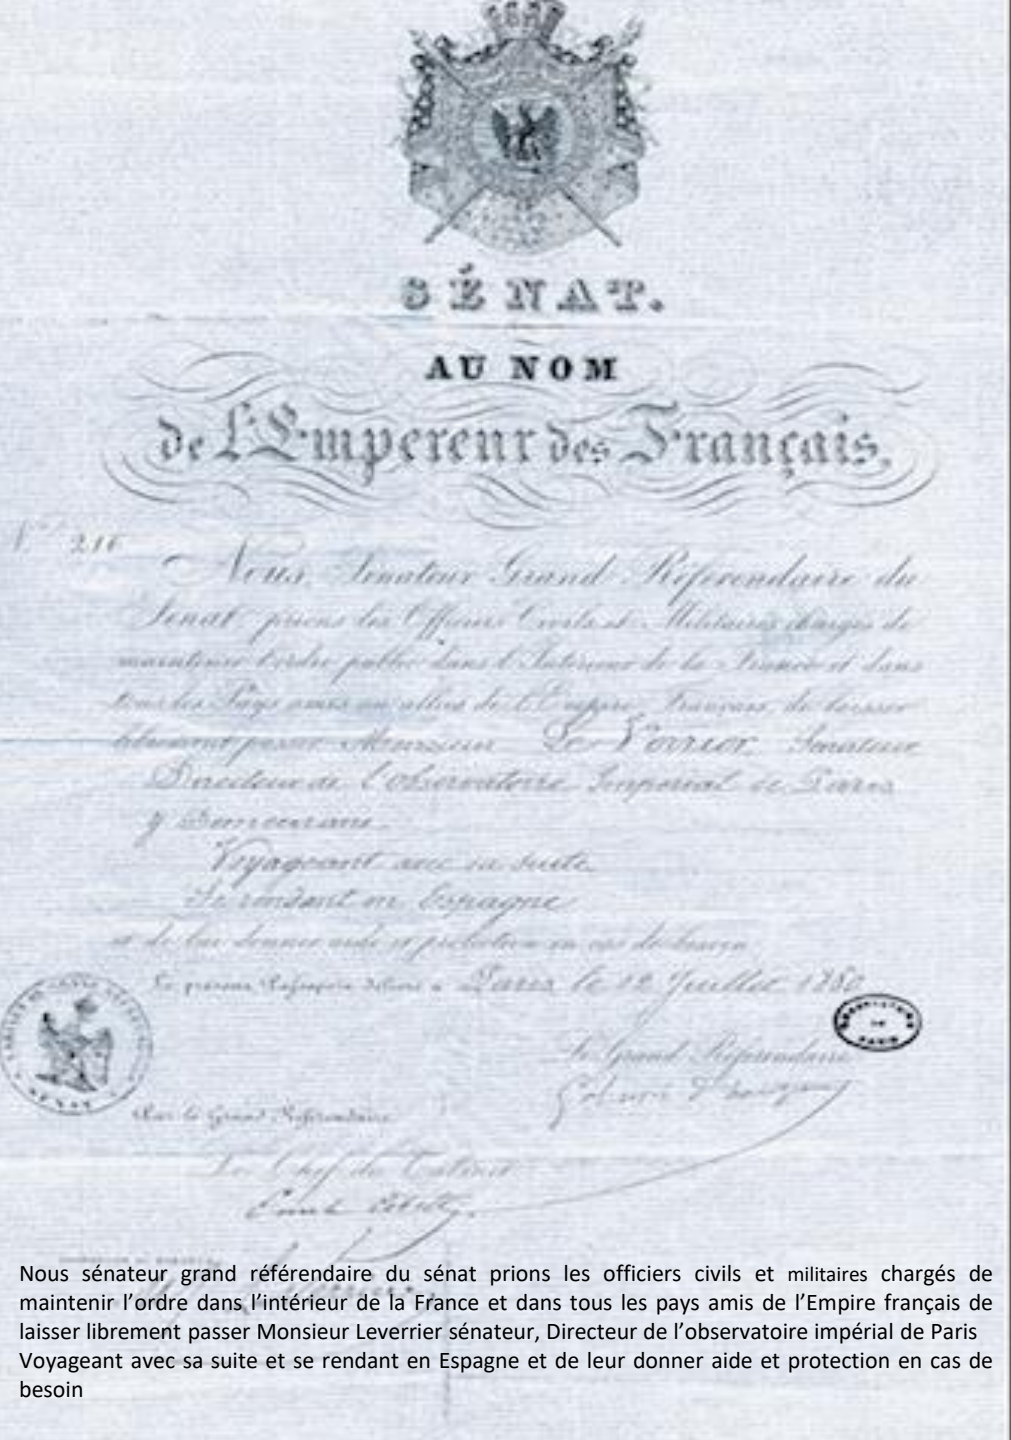 SÉNAT.
AU NOM
de L'Empereur des Français,
N° 216
Nous, Sénateur Grand Référendaire du
Sénat, prions les Officiers Civils et Militaires chargés de
maintenir l'ordre public dans l'Intérieur de la France et dans
tous les Pays amis ou alliés de l'Empire Français, de laisser
librement passer Monsieur Le Verrier, Sénateur
Directeur de l'Observatoire Impérial de Paris
y demeurant
Voyageant avec sa suite
Se rendant en Espagne
et de lui donner aide et protection en cas de besoin
Le présent Passeport délivré à Paris le 12 Juillet 1860
OBSERVATOIRE
DE
PARIS
Le Grand Référendaire
SÉNAT
Par le Grand Référendaire
Le Chef du Cabinet
Nous sénateur grand référendaire du sénat prions les officiers civils et militaires chargés de
maintenir l’ordre dans l’intérieur de la France et dans tous les pays amis de l’Empire français de
laisser librement passer Monsieur Leverrier sénateur, Directeur de l’observatoire impérial de Paris
Voyageant avec sa suite et se rendant en Espagne et de leur donner aide et protection en cas de
besoin